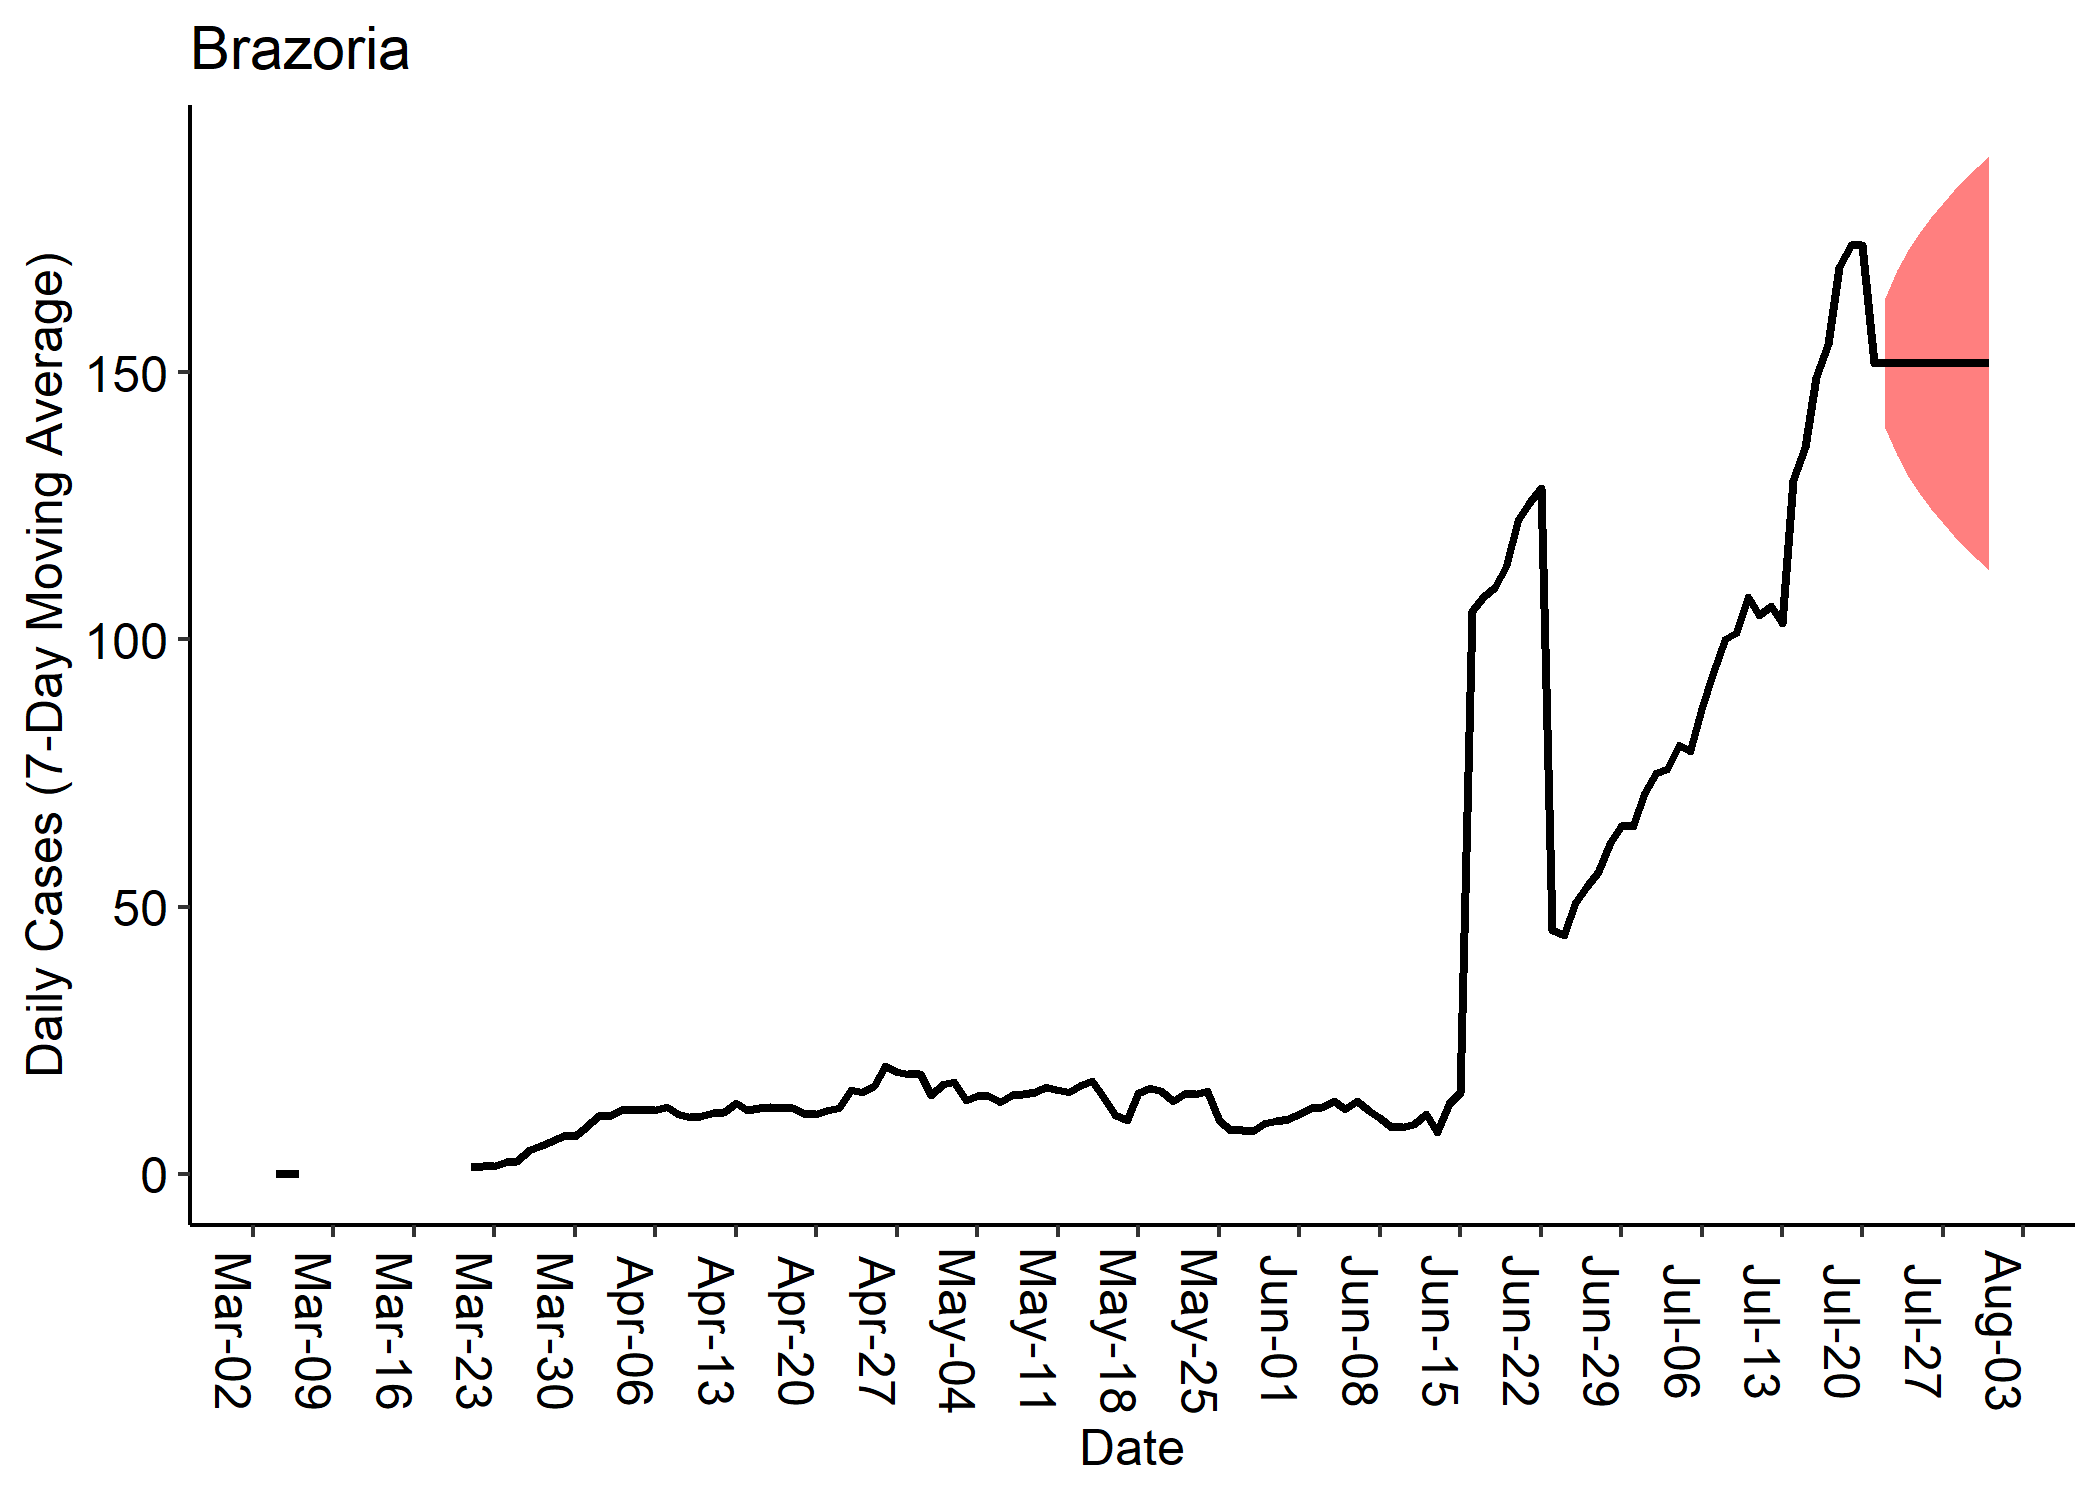 Brazoria
Daily Cases (7-Day Moving Average)
150
100
50
0
Mar-02
Mar-09
Mar-16
Mar-23
Mar-30
Apr-06
Apr-13
Apr-20
Apr-27
May-04
May-11
May-18
May-25
Jun-01
Jun-08
Jun-15
Jun-22
Jun-29
Jul-06
Jul-13
Jul-20
Jul-27
Aug-03
Date